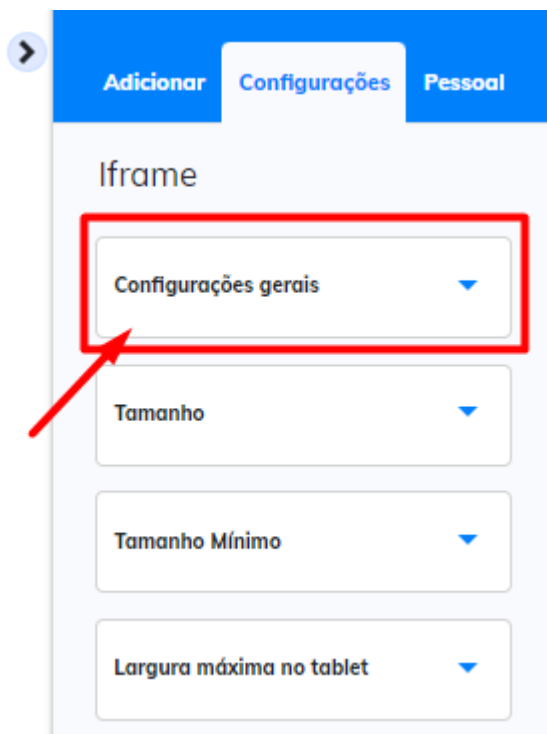 Adicionar Configurações Pessoal
Iframe
Configurações gerais
Tamanho
Tamanho Mínimo
Largura máxima no tablet